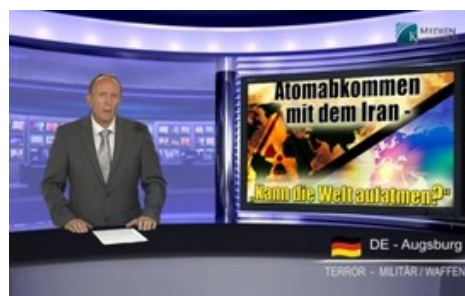 MEDIEN
Atomabkommen
mit dem Iran -
„Kann die Welt aufatmen?“
DE - Augsburg
TERROR - MILITÄR / WAFFEN